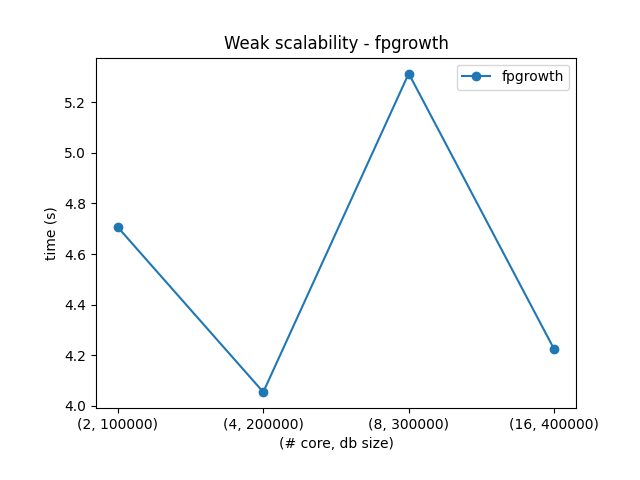 Weak scalability - fpgrowth
fpgrowth
5.2
5.0
4.8
4.6
4.4
4.2
4.0
time (s)
(2, 100000)
(4, 200000)
(8, 300000)
(16, 400000)
(# core, db size)